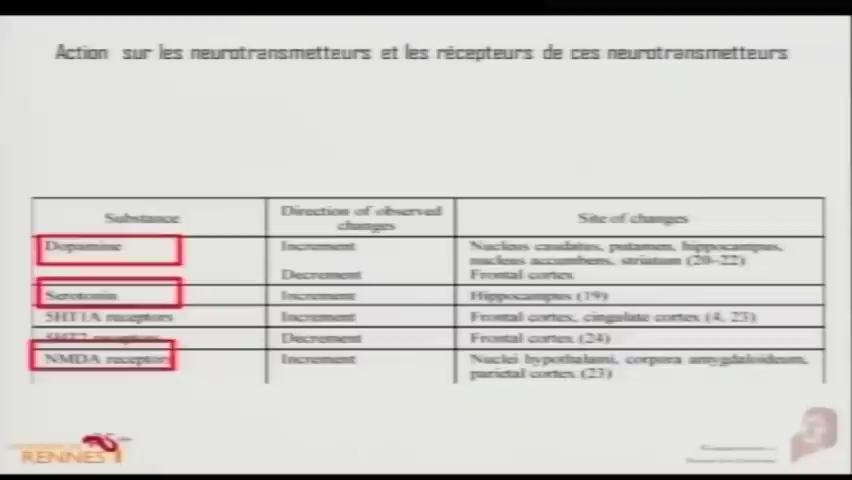 Action sur les neurotransmetteurs et les récepteurs de ces neurotransmetteurs
Substance
Direction of observed
changes
Site of changes
Dopamine
Increment
Nucleus caudatus, putamen, hippocampus,
nucleus accumbens, striatum (20–22)
Decrement
Frontal cortex
Serotonin
Increment
Hippocampus (19)
5HT1A receptors
Increment
Frontal cortex, cingulate cortex (4, 23)
5HT2 receptors
Decrement
Frontal cortex (24)
NMDA receptors
Increment
Nuclei hypothalami, corpora amygdaloideum,
parietal cortex (23)
RENNES 1